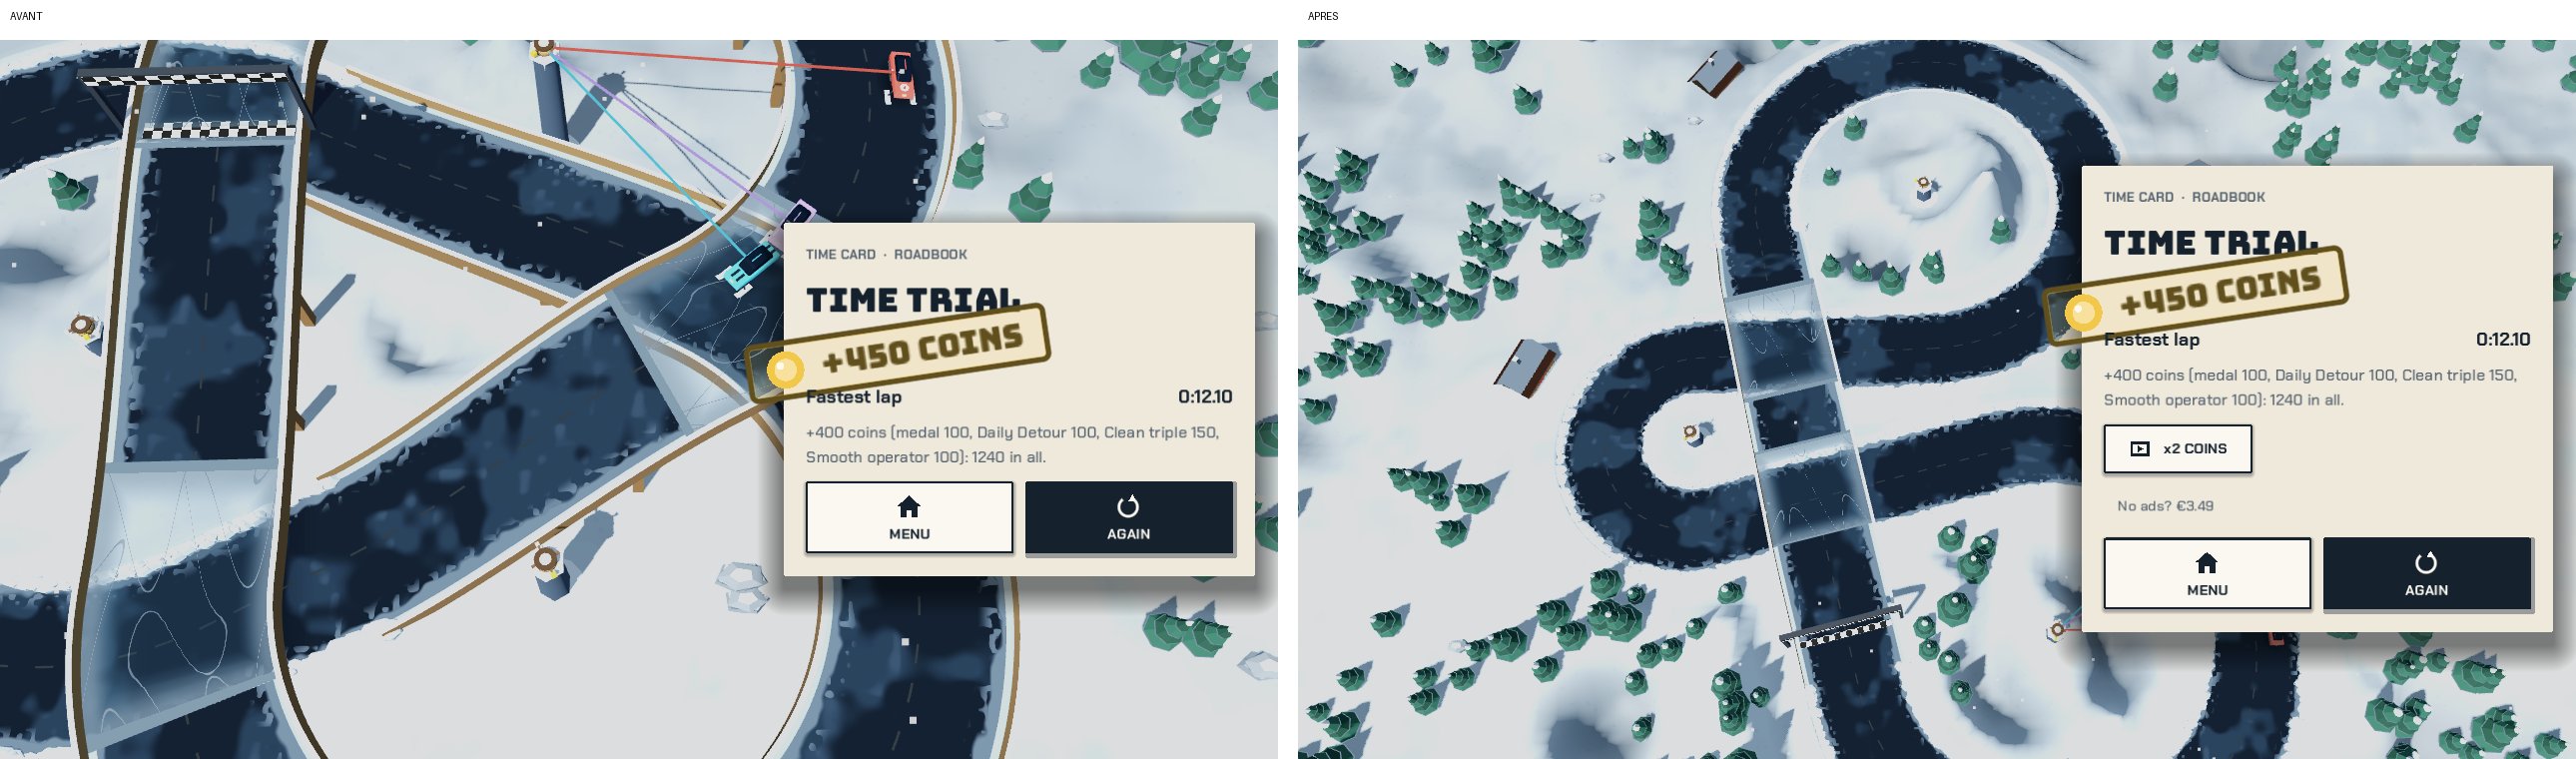 AVANT
TIME CARD · ROADBOOK
TIME TRIAL
+450 COINS
Fastest lap 0:12.10
+400 coins (medal 100, Daily Detour 100, Clean triple 150,
Smooth operator 100): 1240 in all.
MENU AGAIN
APRES
TIME CARD · ROADBOOK
TIME TRIAL
+450 COINS
Fastest lap 0:12.10
+400 coins (medal 100, Daily Detour 100, Clean triple 150,
Smooth operator 100): 1240 in all.
x2 COINS
No ads? €3.49
MENU AGAIN